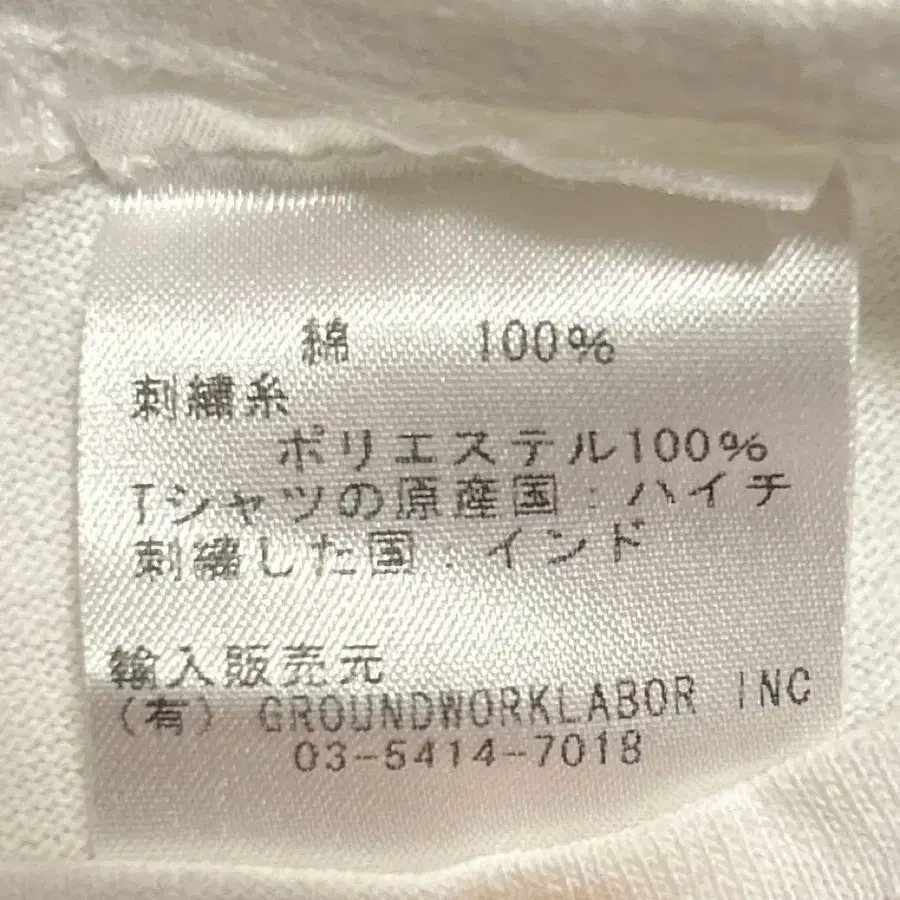 綿 100%
刺繍糸
ポリエステル100%
Tシャツの原産国:ハイチ
刺繍した国:インド
輸入販売元
(有) GROUNDWORKLABOR INC
03-5414-7018